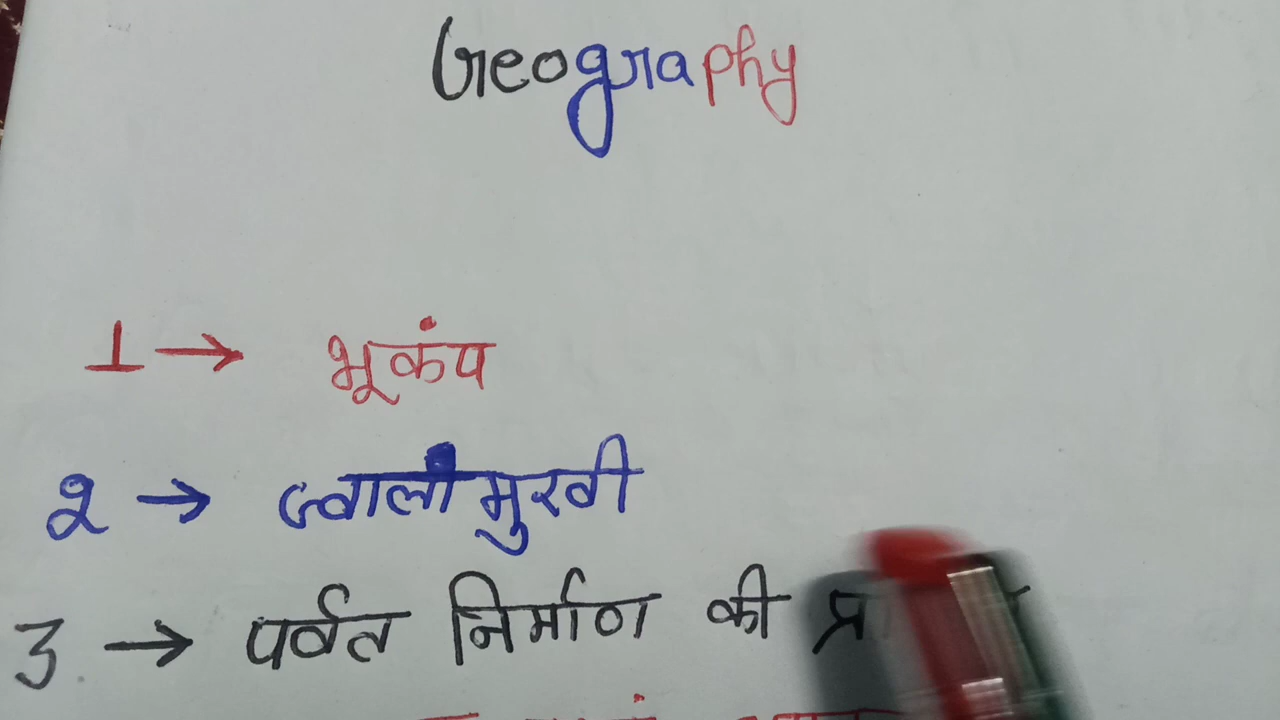 Geography
1 → भूकंप
2 → ज्वालामुखी
3 → पर्वत निर्माण की